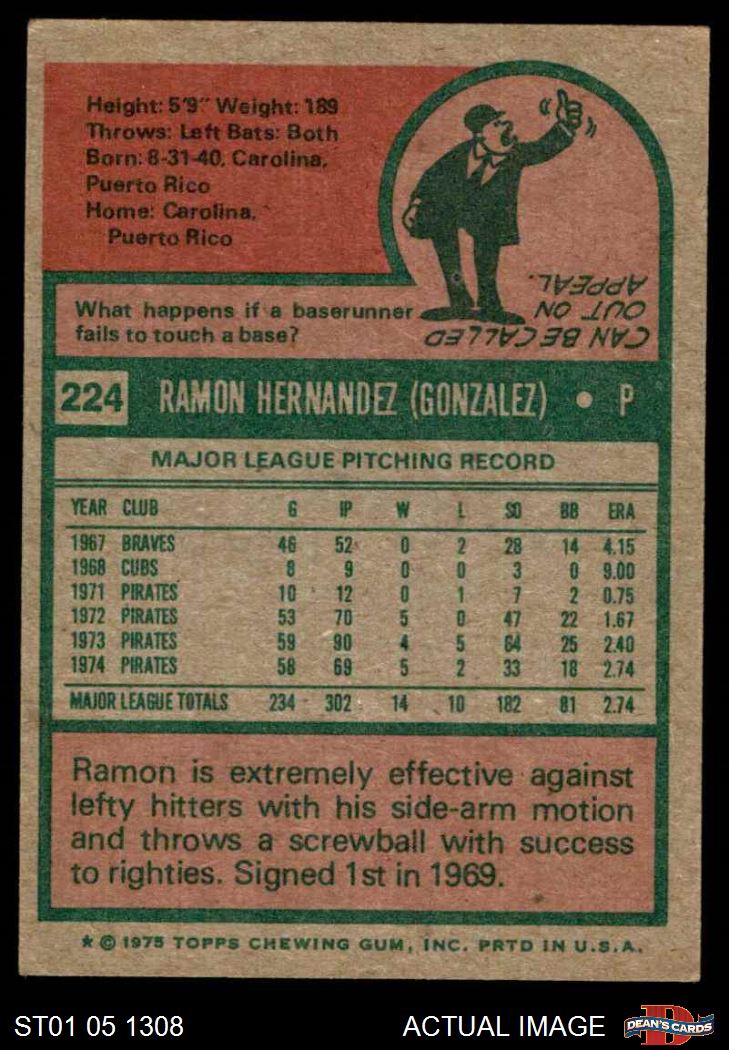 Height: 5'9" Weight: 189
Throws: Left Bats: Both
Born: 8-31-40, Carolina,
Puerto Rico
Home: Carolina,
Puerto Rico
What happens if a baserunner
fails to touch a base?
CAN BE CALLED
OUT ON
APPEAL.
224 RAMON HERNANDEZ (GONZALEZ) • P
MAJOR LEAGUE PITCHING RECORD
YEAR CLUB G IP W L SO BB ERA
1967 BRAVES 46 52 0 2 28 14 4.15
1968 CUBS 8 9 0 0 3 0 9.00
1971 PIRATES 10 12 0 1 7 2 0.75
1972 PIRATES 53 70 5 0 47 22 1.67
1973 PIRATES 59 90 4 5 64 25 2.40
1974 PIRATES 58 69 5 2 33 18 2.74
MAJOR LEAGUE TOTALS 234 302 14 10 182 81 2.74
Ramon is extremely effective against
lefty hitters with his side-arm motion
and throws a screwball with success
to righties. Signed 1st in 1969.
★ © 1975 TOPPS CHEWING GUM, INC. PRTD IN U.S.A.
ST01 05 1308 ACTUAL IMAGE D DEAN'S CARDS